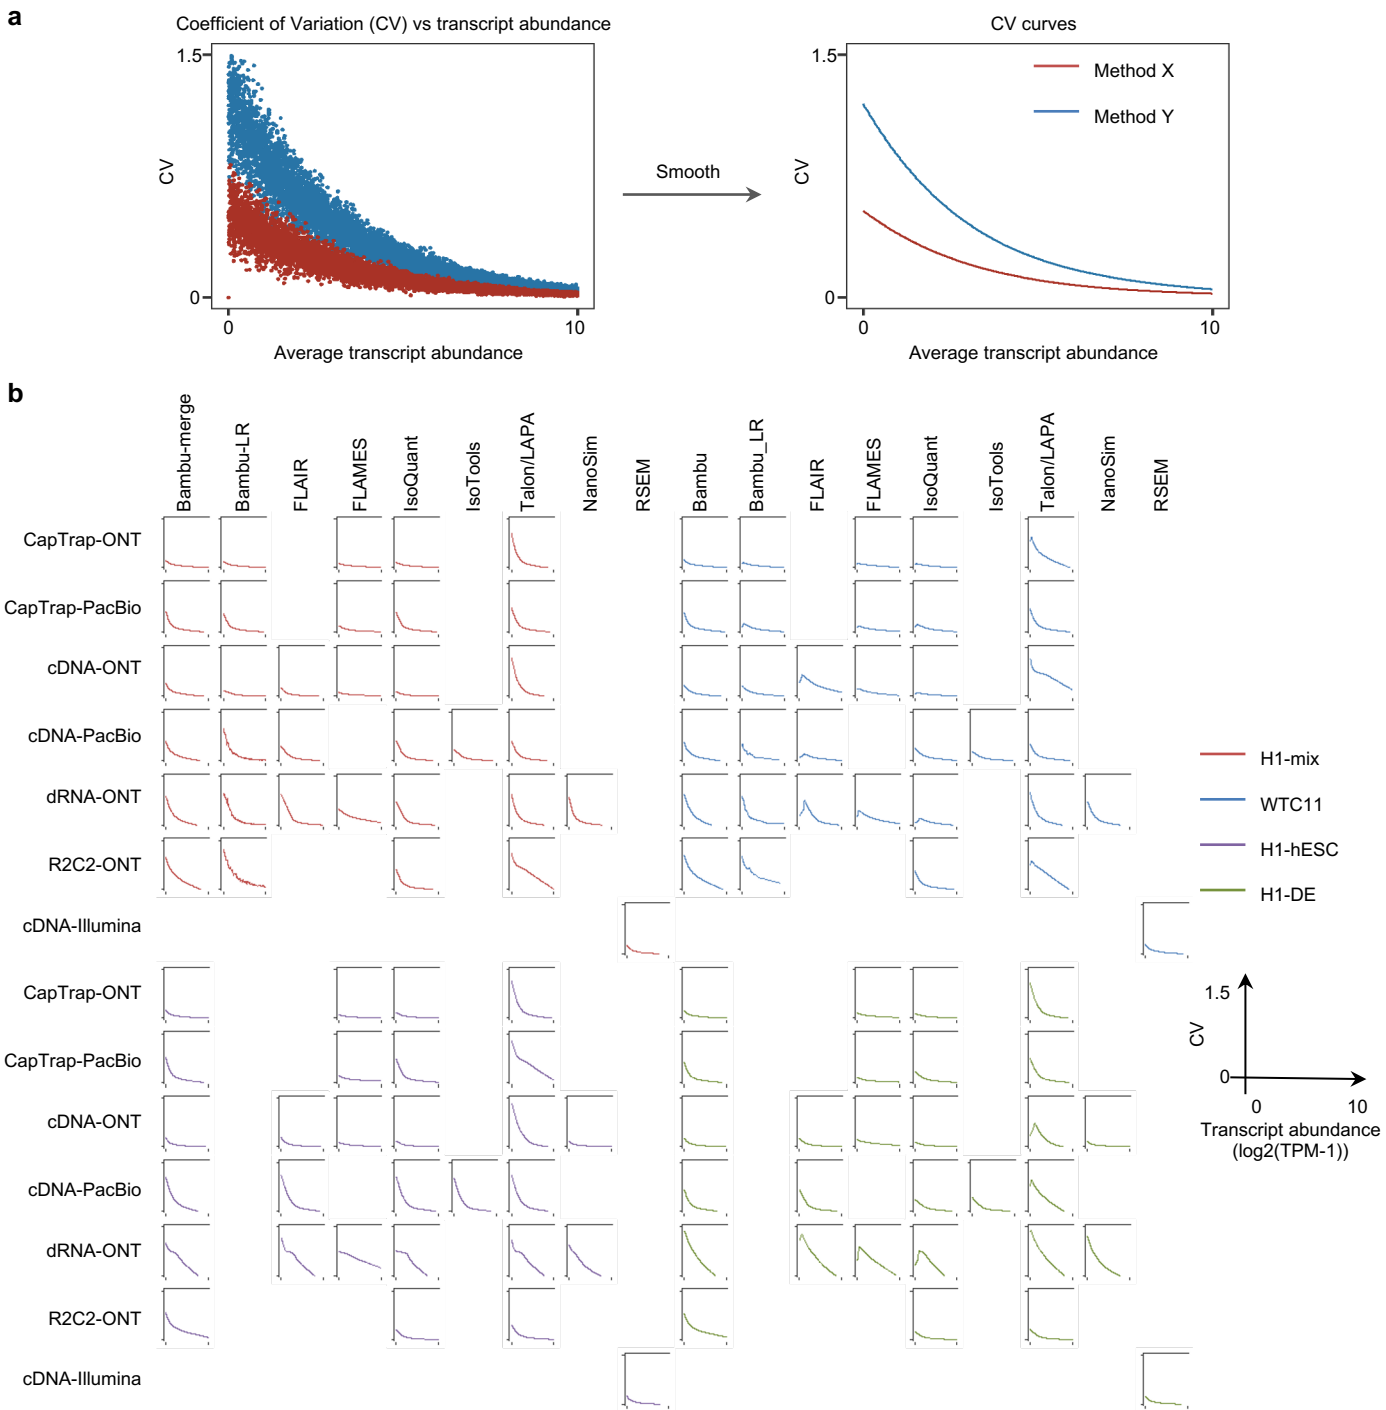 a
Coefficient of Variation (CV) vs transcript abundance
1.5
CV
0
0
10
Average transcript abundance
Smooth
CV curves
1.5
CV
0
0
10
Average transcript abundance
Method X
Method Y
b
Bambu-merge
Bambu-LR
FLAIR
FLAMES
IsoQuant
IsoTools
Talon/LAPA
NanoSim
RSEM
Bambu
Bambu_LR
FLAIR
FLAMES
IsoQuant
IsoTools
Talon/LAPA
NanoSim
RSEM
CapTrap-ONT
CapTrap-PacBio
cDNA-ONT
cDNA-PacBio
dRNA-ONT
R2C2-ONT
cDNA-Illumina
CapTrap-ONT
CapTrap-PacBio
cDNA-ONT
cDNA-PacBio
dRNA-ONT
R2C2-ONT
cDNA-Illumina
H1-mix
WTC11
H1-hESC
H1-DE
1.5
CV
0
0
10
Transcript abundance
(log2(TPM-1))